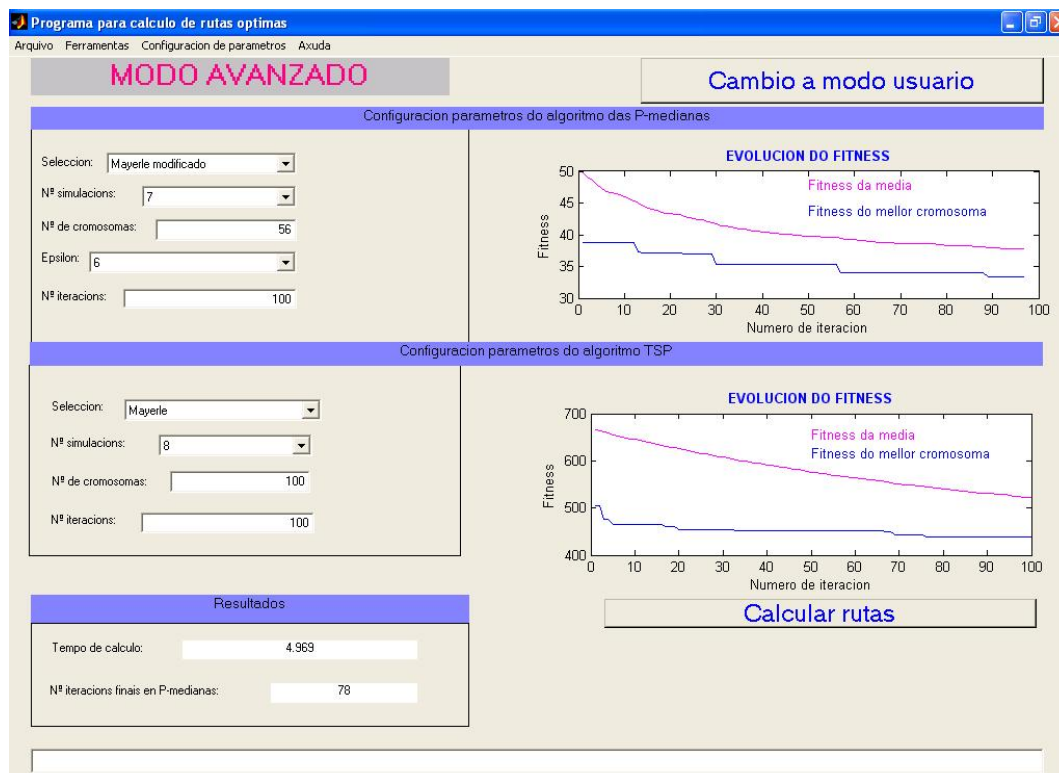 Programa para calculo de rutas optimas
Arquivo Ferramentas Configuracion de parametros Axuda
MODO AVANZADO
Cambio a modo usuario
Configuracion parametros do algoritmo das P-medianas
Seleccion: Mayerle modificado
Nº simulacions: 7
Nº de cromosomas: 56
Epsilon: 6
Nº iteracions: 100
EVOLUCION DO FITNESS
Fitness da media
Fitness do mellor cromosoma
Fitness
50
45
40
35
30
0 10 20 30 40 50 60 70 80 90 100
Numero de iteracion
Configuracion parametros do algoritmo TSP
Seleccion: Mayerle
Nº simulacions: 8
Nº de cromosomas: 100
Nº iteracions: 100
EVOLUCION DO FITNESS
Fitness da media
Fitness do mellor cromosoma
Fitness
700
600
500
400
0 10 20 30 40 50 60 70 80 90 100
Numero de iteracion
Calcular rutas
Resultados
Tempo de calculo: 4.969
Nº iteracions finais en P-medianas: 78